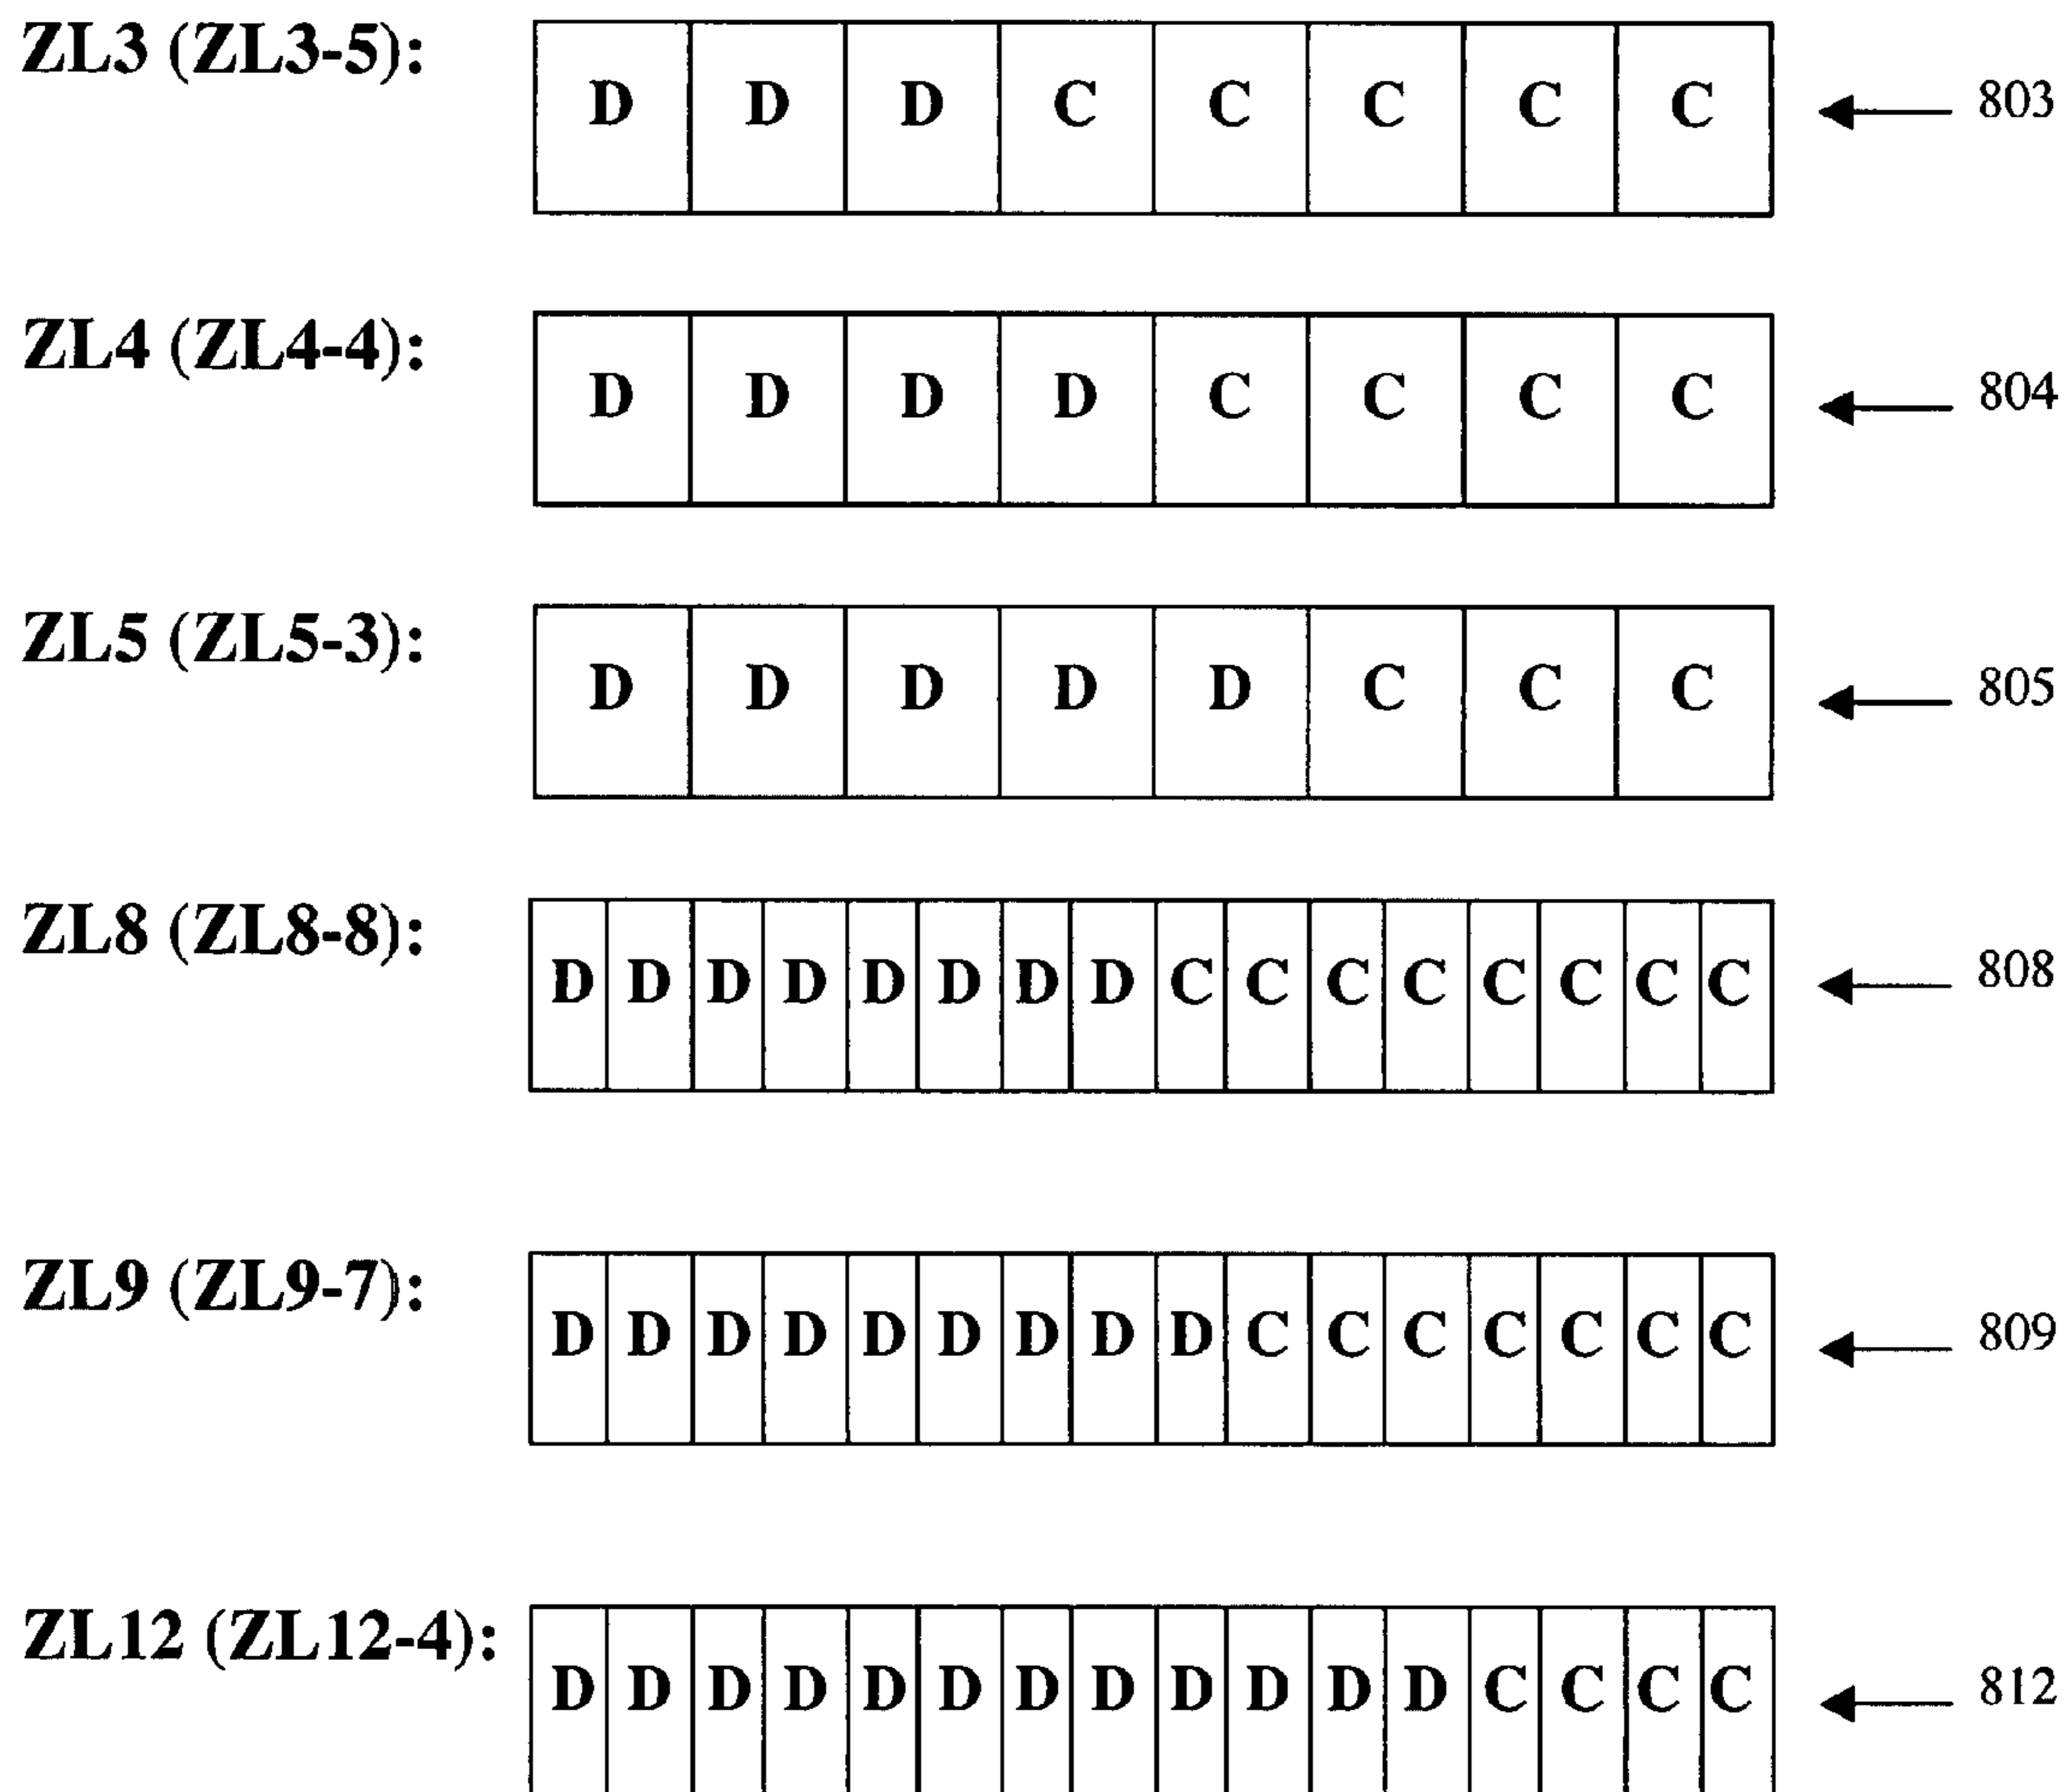 ZL3 (ZL3-5):
D D D C C C C C
803
ZL4 (ZL4-4):
D D D D C C C C
804
ZL5 (ZL5-3):
D D D D D C C C
805
ZL8 (ZL8-8):
D D D D D D D D C C C C C C C C
808
ZL9 (ZL9-7):
D D D D D D D D D C C C C C C C
809
ZL12 (ZL12-4):
D D D D D D D D D D D D C C C C
812